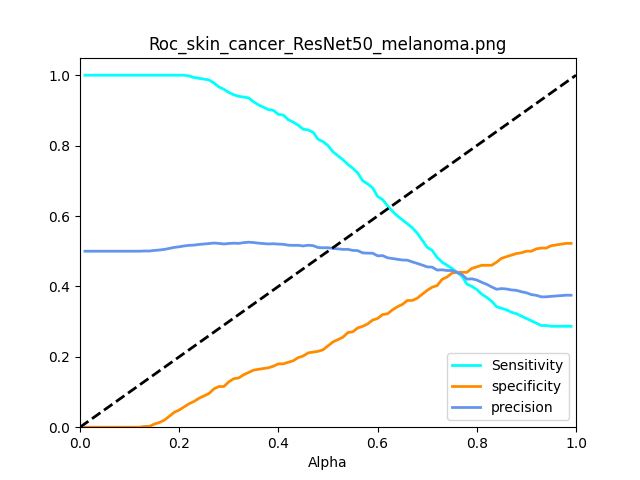 Roc_skin_cancer_ResNet50_melanoma.png
1.0
0.8
0.6
0.4
0.2
0.0
Sensitivity
specificity
precision
0.0 0.2 0.4 0.6 0.8 1.0
Alpha